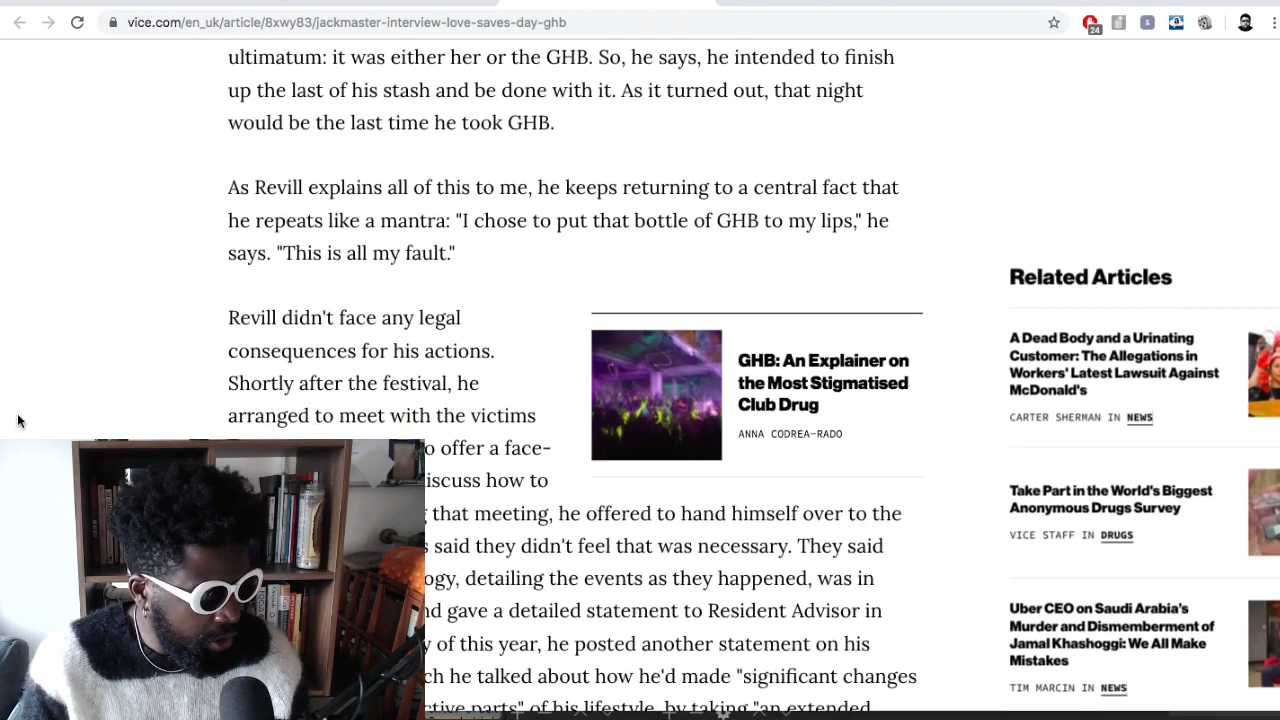 vice.com/en_uk/article/8xwy83/jackmaster-interview-love-saves-day-ghb
24
ultimatum: it was either her or the GHB. So, he says, he intended to finish
up the last of his stash and be done with it. As it turned out, that night
would be the last time he took GHB.
As Revill explains all of this to me, he keeps returning to a central fact that
he repeats like a mantra: "I chose to put that bottle of GHB to my lips," he
says. "This is all my fault."
Revill didn't face any legal
consequences for his actions.
Shortly after the festival, he
arranged to meet with the victims
o offer a face-
iscuss how to
that meeting, he offered to hand himself over to the
s said they didn't feel that was necessary. They said
ogy, detailing the events as they happened, was in
nd gave a detailed statement to Resident Advisor in
y of this year, he posted another statement on his
ch he talked about how he'd made "significant changes
ctive parts" of his lifestyle, by taking "an extended
GHB: An Explainer on
the Most Stigmatised
Club Drug
ANNA CODREA-RADO
Related Articles
A Dead Body and a Urinating
Customer: The Allegations in
Workers' Latest Lawsuit Against
McDonald's
CARTER SHERMAN IN NEWS
Take Part in the World's Biggest
Anonymous Drugs Survey
VICE STAFF IN DRUGS
Uber CEO on Saudi Arabia's
Murder and Dismemberment of
Jamal Khashoggi: We All Make
Mistakes
TIM MARCIN IN NEWS